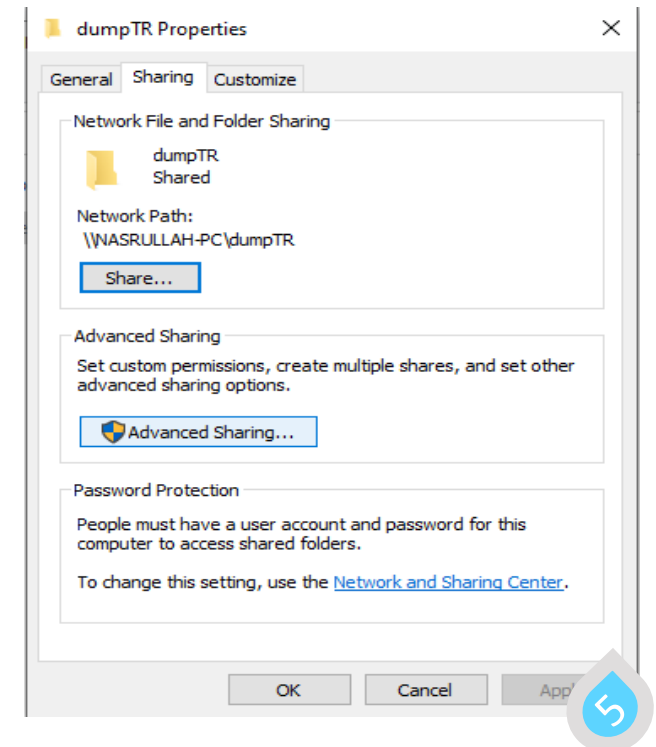 dumpTR Properties
General Sharing Customize
Network File and Folder Sharing
dumpTR
Shared
Network Path:
\\NASRULLAH-PC\dumpTR
Share...
Advanced Sharing
Set custom permissions, create multiple shares, and set other
advanced sharing options.
Advanced Sharing...
Password Protection
People must have a user account and password for this
computer to access shared folders.
To change this setting, use the Network and Sharing Center.
OK Cancel
5